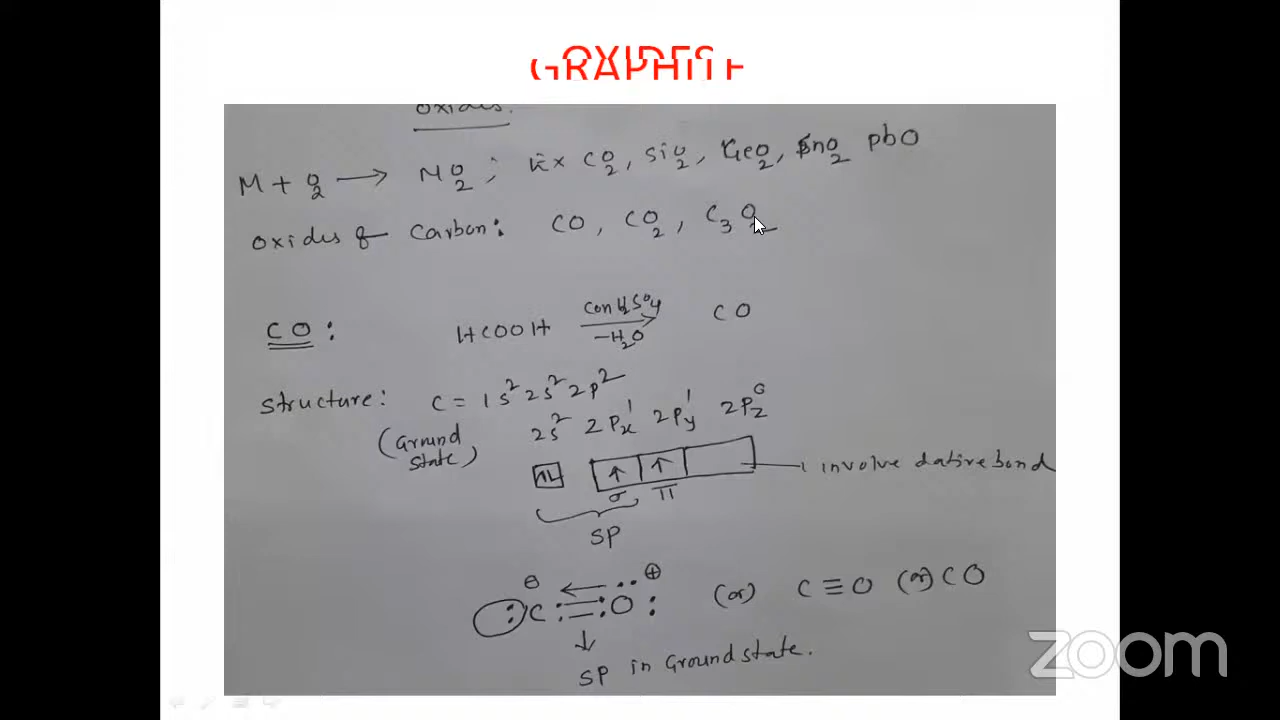 OXIDES
GRAPHITE
oxides.
M + O2 → MO2 ; Ex CO2, SiO2, GeO2, SnO2 pbO
oxides of Carbon: CO, CO2, C3O2
CO: HCOOH Con H2SO4 → CO
-H2O
Structure: C = 1s² 2s² 2p²
(Ground state)
2s² 2Px¹ 2Py¹ 2Pz⁰
involve dative bond
σ π
SP
⊖ ⊕
:C ≡ O: (or) C≡O (or) CO
SP in Ground state.
zoom